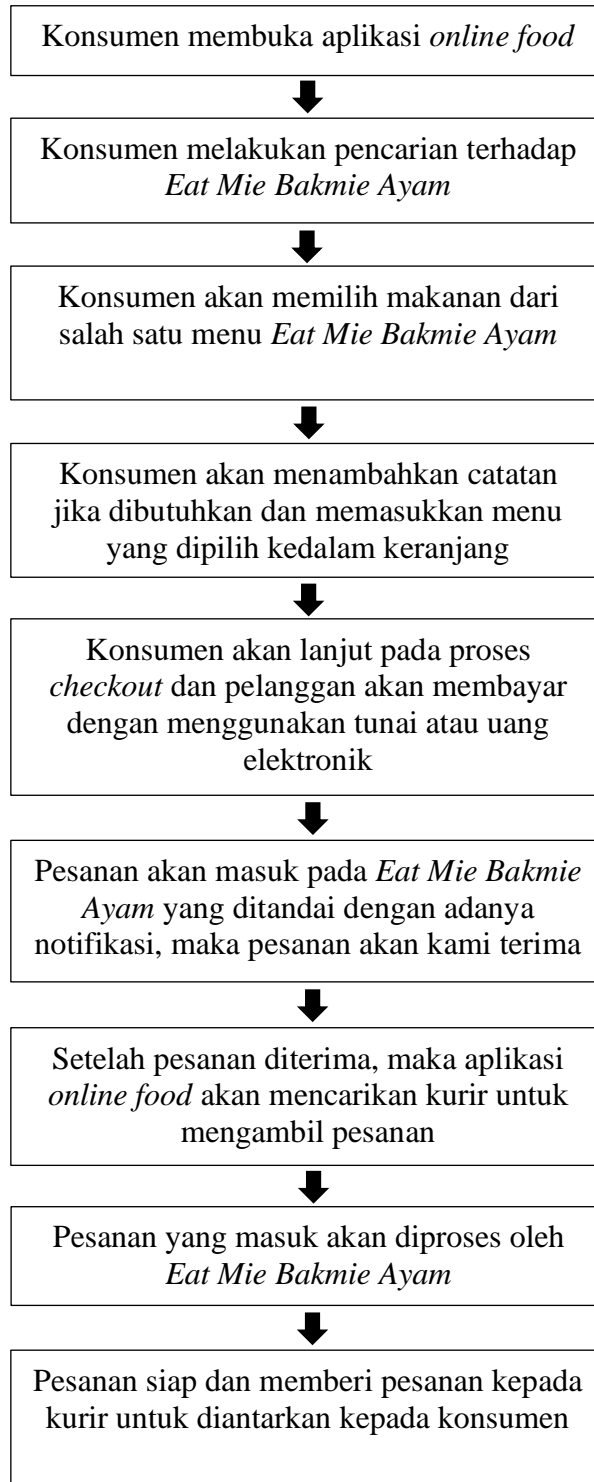 Konsumen membuka aplikasi online food
Konsumen melakukan pencarian terhadap
Eat Mie Bakmie Ayam
Konsumen akan memilih makanan dari
salah satu menu Eat Mie Bakmie Ayam
Konsumen akan menambahkan catatan
jika dibutuhkan dan memasukkan menu
yang dipilih kedalam keranjang
Konsumen akan lanjut pada proses
checkout dan pelanggan akan membayar
dengan menggunakan tunai atau uang
elektronik
Pesanan akan masuk pada Eat Mie Bakmie
Ayam yang ditandai dengan adanya
notifikasi, maka pesanan akan kami terima
Setelah pesanan diterima, maka aplikasi
online food akan mencarikan kurir untuk
mengambil pesanan
Pesanan yang masuk akan diproses oleh
Eat Mie Bakmie Ayam
Pesanan siap dan memberi pesanan kepada
kurir untuk diantarkan kepada konsumen